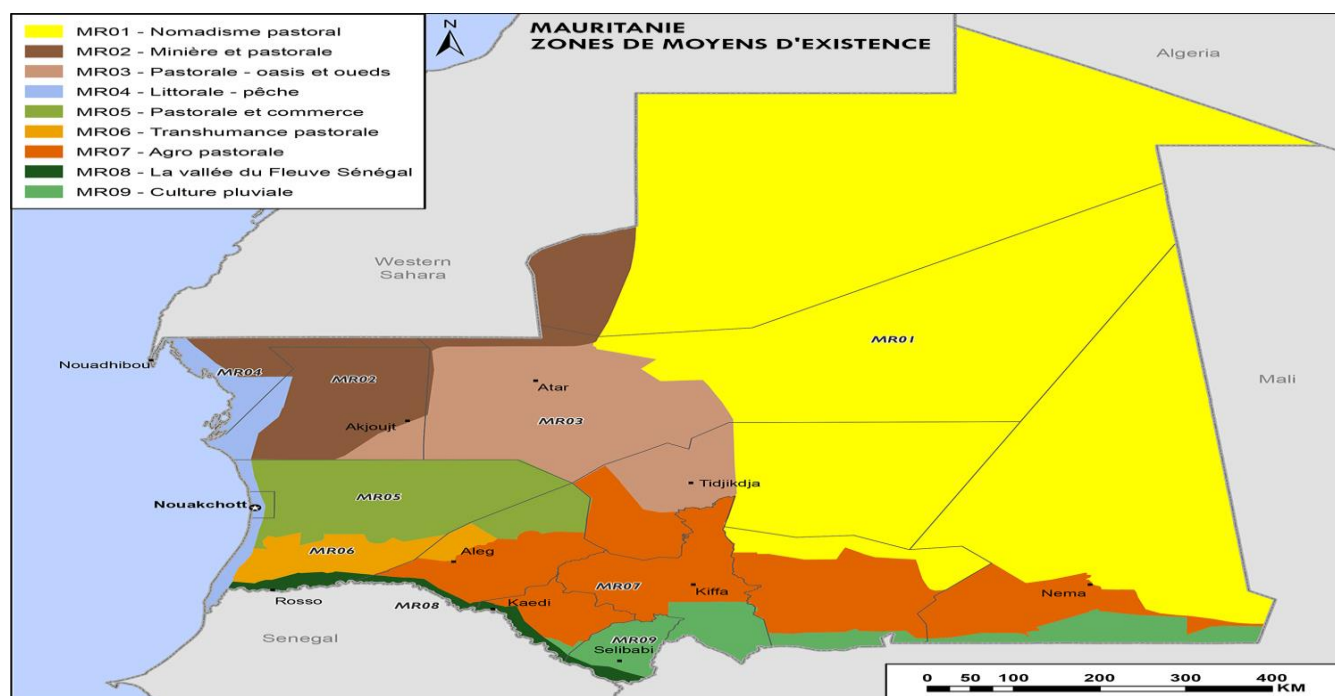 MR01 - Nomadisme pastoral
MR02 - Minière et pastorale
MR03 - Pastorale - oasis et oueds
MR04 - Littorale - pêche
MR05 - Pastorale et commerce
MR06 - Transhumance pastorale
MR07 - Agro pastorale
MR08 - La vallée du Fleuve Sénégal
MR09 - Culture pluviale
N
MAURITANIE
ZONES DE MOYENS D'EXISTENCE
Algeria
Western
Sahara
MR01
Nouadhibou
MR04
MR02
Atar
Mali
Akjoujt
MR03
Tidjikdja
Nouakchott
MR05
MR06
Aleg
MR07
Kiffa
Nema
Rosso
MR08
Kaedi
Senegal
MR09
Selibabi
0 50 100 200 300 400
KM